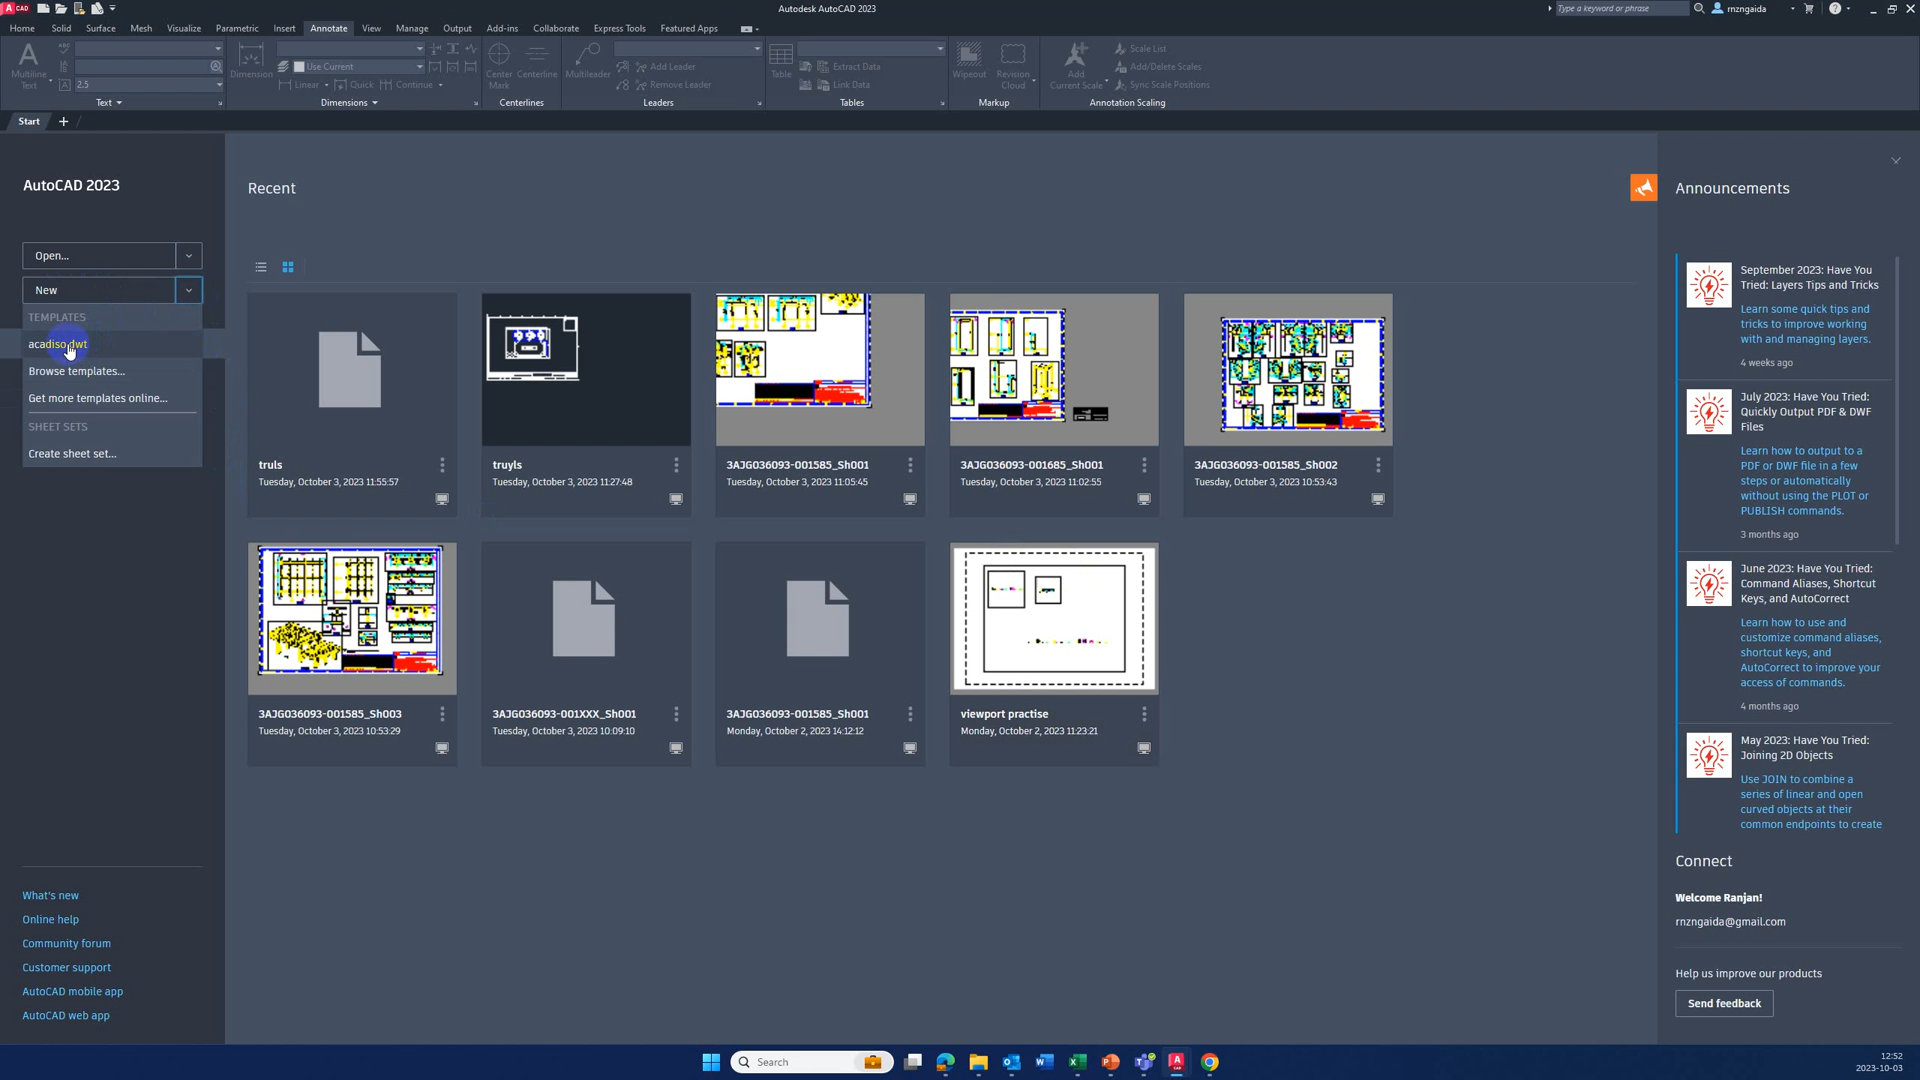 A CAD
Autodesk AutoCAD 2023
Type a keyword or phrase
rnzngaida
Home
Solid
Surface
Mesh
Visualize
Parametric
Insert
Annotate
View
Manage
Output
Collaborate
Add-ins
Express Tools
Featured Apps
Multiline
Text
2.5
Text
Dimension
Use Current
Linear
Quick
Continue
Dimensions
Center
Mark
Centerline
Centerlines
Multileader
Add Leader
Remove Leader
Leaders
Table
Extract Data
Link Data
Tables
Wipeout
Revision
Cloud
Markup
Add
Current Scale
Scale List
Add/Delete Scales
Sync Scale Positions
Annotation Scaling
Start
AutoCAD 2023
Open...
New
TEMPLATES
acadiso.dwt
Browse templates...
Get more templates online...
SHEET SETS
Create sheet set...
What's new
Online help
Community forum
Customer support
AutoCAD mobile app
AutoCAD web app
Recent
truls
Tuesday, October 3, 2023 11:55:57
truyls
Tuesday, October 3, 2023 11:27:48
3AJG036093-001585_Sh001
Tuesday, October 3, 2023 11:05:45
3AJG036093-001685_Sh001
Tuesday, October 3, 2023 11:02:55
3AJG036093-001585_Sh002
Tuesday, October 3, 2023 10:53:43
3AJG036093-001585_Sh003
Tuesday, October 3, 2023 10:53:29
3AJG036093-001XXX_Sh001
Tuesday, October 3, 2023 10:09:10
3AJG036093-001585_Sh001
Monday, October 2, 2023 14:12:12
viewport practise
Monday, October 2, 2023 11:23:21
Announcements
September 2023: Have You
Tried: Layers Tips and Tricks
Learn some quick tips and
tricks to improve working
with and managing layers.
4 weeks ago
July 2023: Have You Tried:
Quickly Output PDF & DWF
Files
Learn how to output to a
PDF or DWF file in a few
steps or automatically
without using the PLOT or
PUBLISH commands.
3 months ago
June 2023: Have You Tried:
Command Aliases, Shortcut
Keys, and AutoCorrect
Learn how to use and
customize command aliases,
shortcut keys, and
AutoCorrect to improve your
access of commands.
4 months ago
May 2023: Have You Tried:
Joining 2D Objects
Use JOIN to combine a
series of linear and open
curved objects at their
common endpoints to create
Connect
Welcome Ranjan!
rnzngaida@gmail.com
Help us improve our products
Send feedback
Search
12:52
2023-10-03